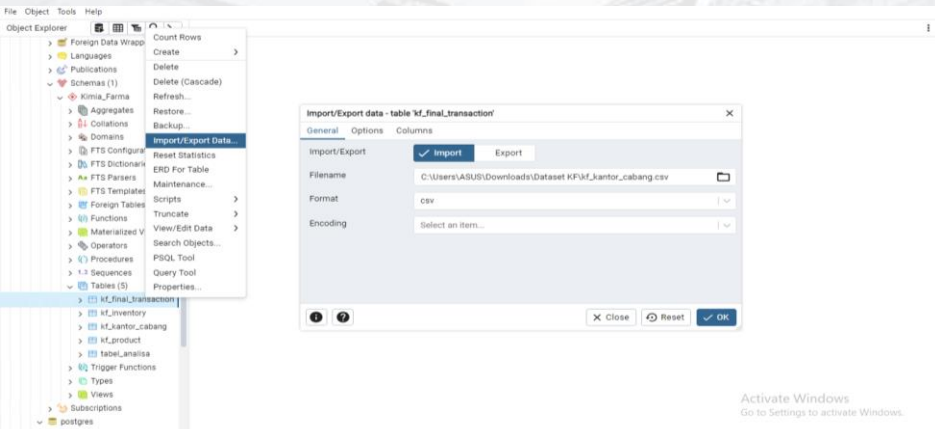 File Object Tools Help
Object Explorer
Foreign Data Wrapp
Languages
Publications
Schemas (1)
Kimia_Farma
Aggregates
Collations
Domains
FTS Configura
FTS Dictionarie
Aa FTS Parsers
FTS Templates
Foreign Tables
Functions
Materialized V
Operators
Procedures
1..3 Sequences
Tables (5)
kf_final_transaction
kf_inventory
kf_kantor_cabang
kf_product
tabel_analisa
Trigger Functions
Types
Views
Subscriptions
postgres
Count Rows
Create
Delete
Delete (Cascade)
Refresh...
Restore...
Backup...
Import/Export Data...
Reset Statistics
ERD For Table
Maintenance...
Scripts
Truncate
View/Edit Data
Search Objects...
PSQL Tool
Query Tool
Properties...
Import/Export data - table 'kf_final_transaction'
General Options Columns
Import/Export Import Export
Filename C:\Users\ASUS\Downloads\Dataset KF\kf_kantor_cabang.csv
Format csv
Encoding Select an item...
Close Reset OK
Activate Windows
Go to Settings to activate Windows.